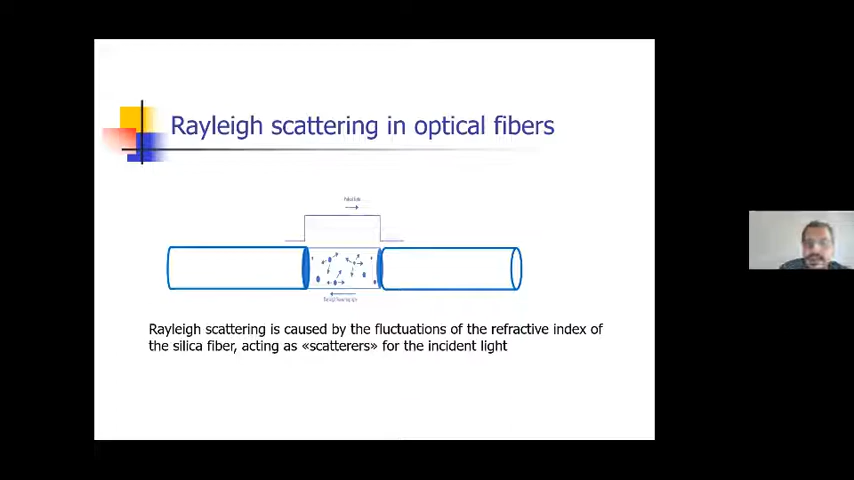 Rayleigh scattering in optical fibers
Rayleigh scattering is caused by the fluctuations of the refractive index of
the silica fiber, acting as «scatterers» for the incident light